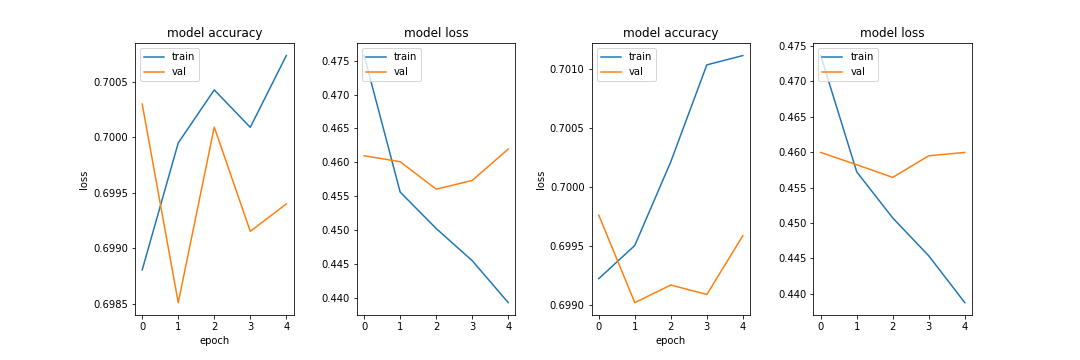 model accuracy
train
val
0.7005
0.7000
0.6995
0.6990
0.6985
loss
0 1 2 3 4
epoch
model loss
train
val
0.475
0.470
0.465
0.460
0.455
0.450
0.445
0.440
0 1 2 3 4
model accuracy
train
val
0.7010
0.7005
0.7000
0.6995
0.6990
loss
0 1 2 3 4
epoch
model loss
train
val
0.475
0.470
0.465
0.460
0.455
0.450
0.445
0.440
0 1 2 3 4